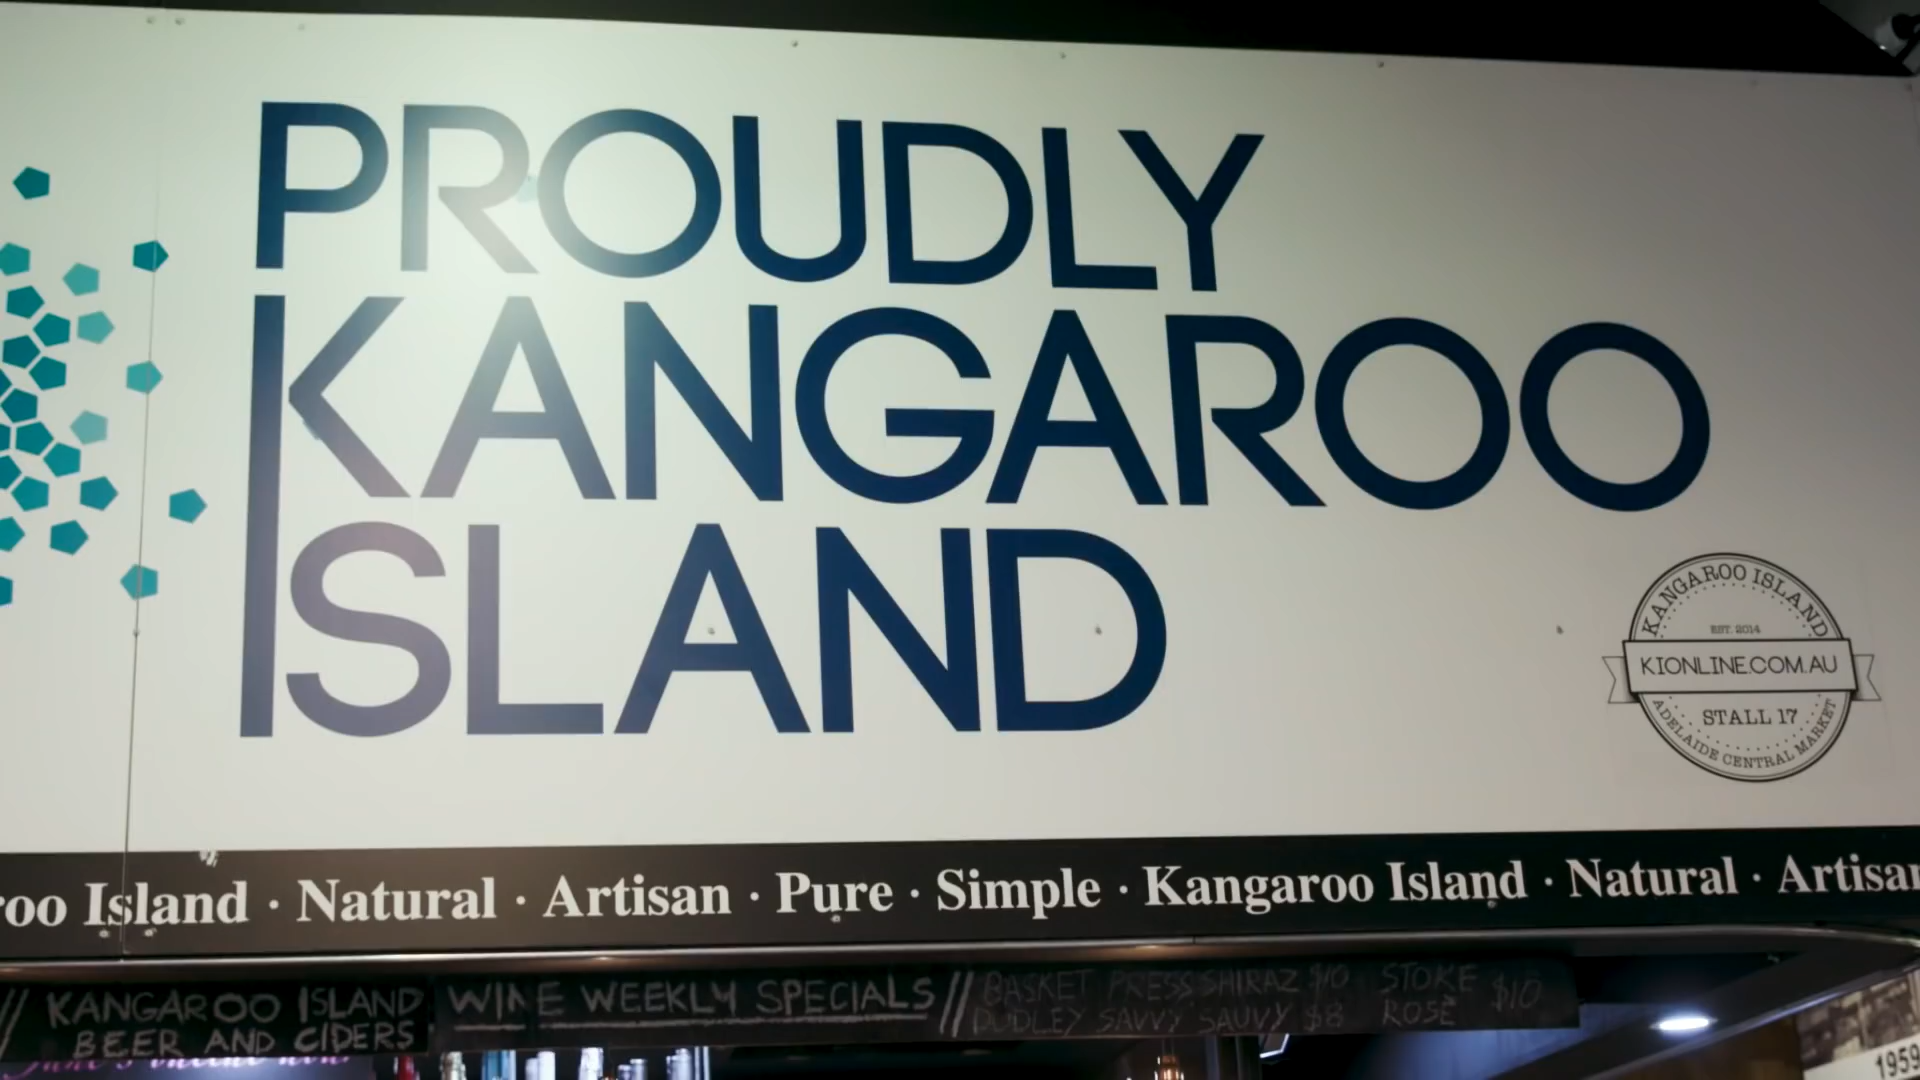 PROUDLY
KANGAROO
ISLAND
KANGAROO ISLAND
EST. 2014
KIONLINE.COM.AU
STALL 17
ADELAIDE CENTRAL MARKET
roo Island · Natural · Artisan · Pure · Simple · Kangaroo Island · Natural · Artisan
// KANGAROO ISLAND
BEER AND CIDERS
WINE WEEKLY SPECIALS //
BASKET PRESS SHIRAZ $10 STOKE
DUDLEY SAVVY SAUVY $8 ROSE $10
1959